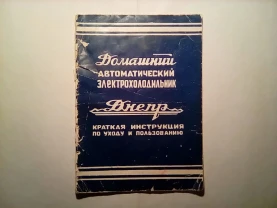 Домашний
АВТОМАТИЧЕСКИЙ
ЭЛЕКТРОХОЛОДИЛЬНИК
Днепр
КРАТКАЯ ИНСТРУКЦИЯ
ПО УХОДУ И ПОЛЬЗОВАНИЮ